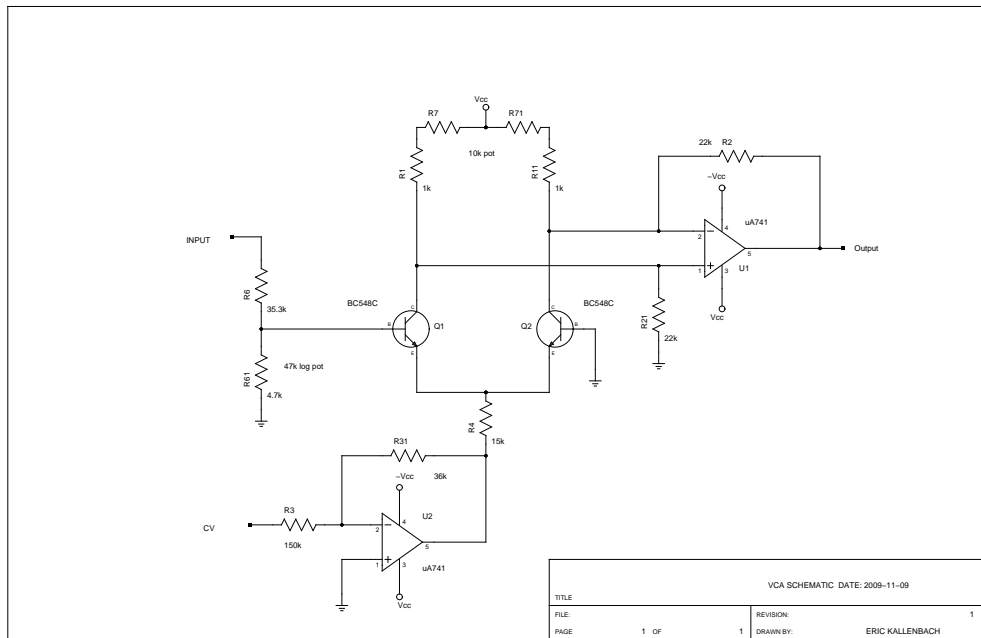 Vcc
R7
R71
10k pot
R1
1k
R11
1k
22k R2
−Vcc
4
uA741
2
5
Output
1
U1
3
Vcc
INPUT
R6
35.3k
BC548C
C
B
Q1
E
BC548C
C
Q2
B
E
R21
22k
47k log pot
R61
4.7k
R4
15k
R31
36k
−Vcc
4
U2
R3
CV
150k
2
5
1
3
uA741
Vcc
VCA SCHEMATIC DATE: 2009−11−09
TITLE
FILE:
REVISION: 1
PAGE 1 OF 1
DRAWN BY: ERIC KALLENBACH